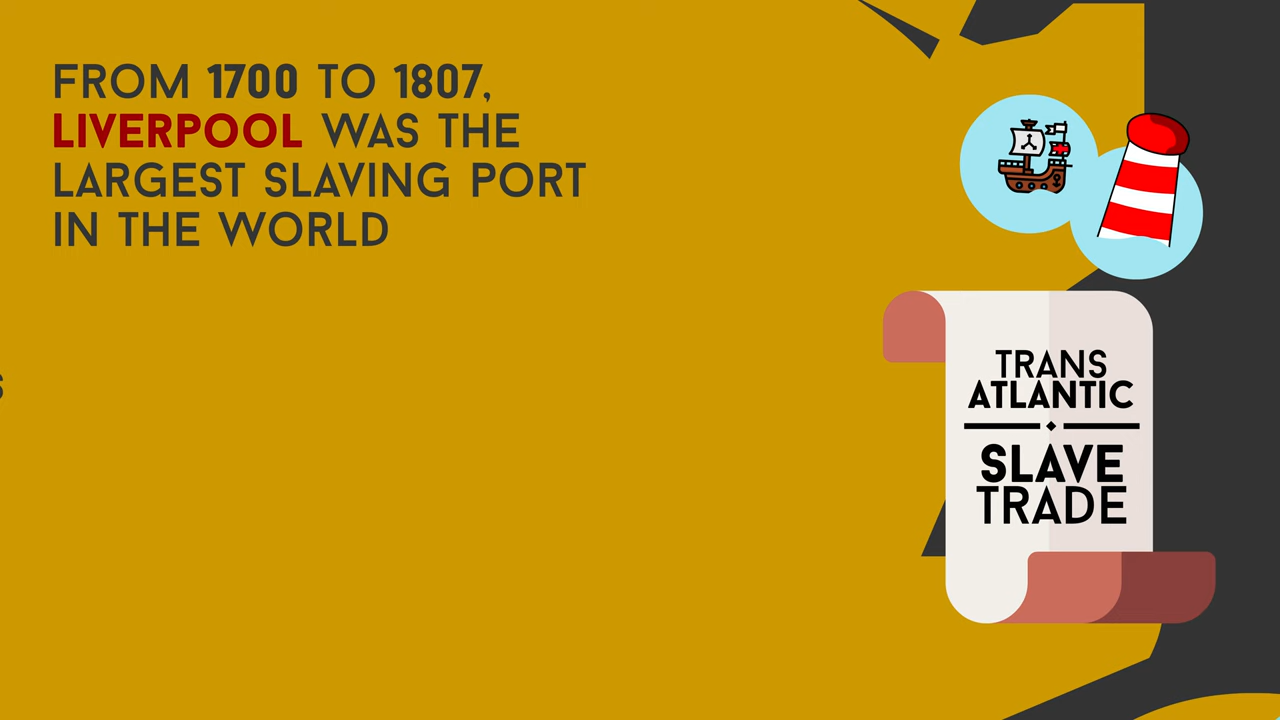 FROM 1700 TO 1807,
LIVERPOOL WAS THE
LARGEST SLAVING PORT
IN THE WORLD
TRANS
ATLANTIC
SLAVE
TRADE